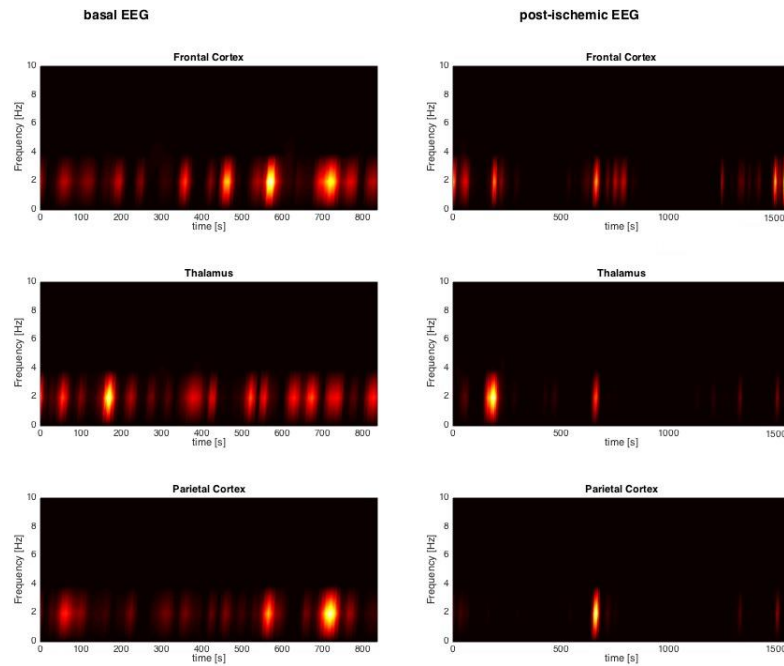 basal EEG
post-ischemic EEG
Frontal Cortex
Frequency [Hz]
10
8
6
4
2
0
0 100 200 300 400 500 600 700 800
time [s]
Frontal Cortex
Frequency [Hz]
10
8
6
4
2
0
0 500 1000 1500
time [s]
Thalamus
Frequency [Hz]
10
8
6
4
2
0
0 100 200 300 400 500 600 700 800
time [s]
Thalamus
Frequency [Hz]
10
8
6
4
2
0
0 500 1000 1500
time [s]
Parietal Cortex
Frequency [Hz]
10
8
6
4
2
0
0 100 200 300 400 500 600 700 800
time [s]
Parietal Cortex
Frequency [Hz]
10
8
6
4
2
0
0 500 1000 1500
time [s]